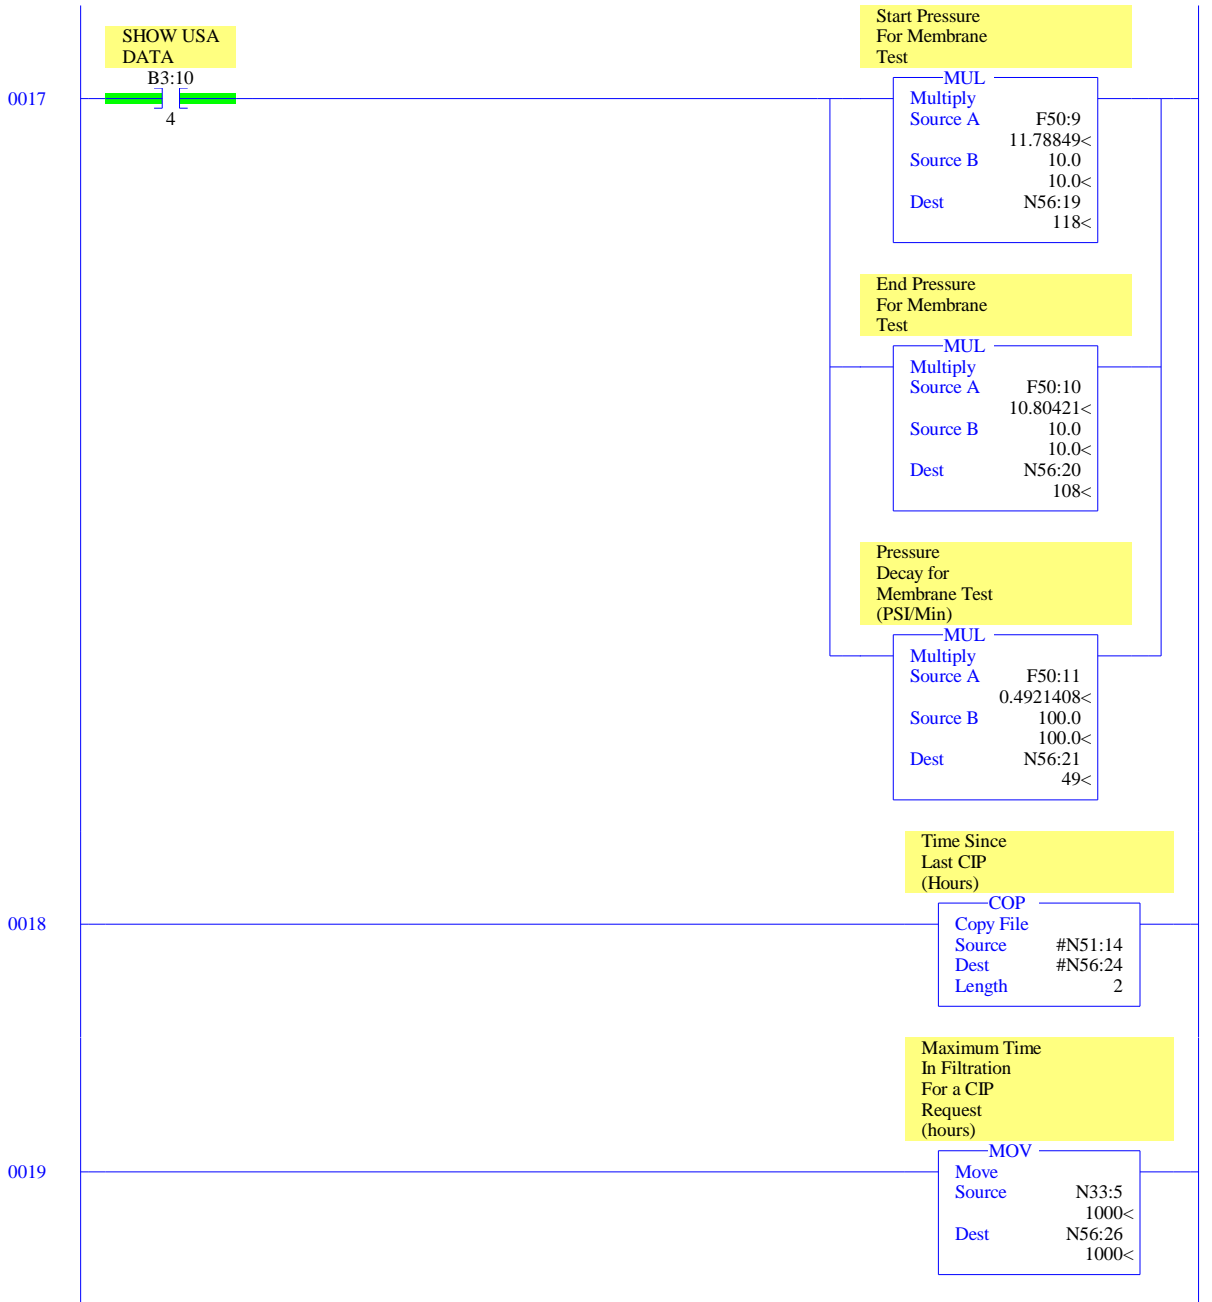 SHOW USA
DATA
B3:10
4
0017
Start Pressure
For Membrane
Test
MUL
Multiply
Source A F50:9
11.78849<
Source B 10.0
10.0<
Dest N56:19
118<
End Pressure
For Membrane
Test
MUL
Multiply
Source A F50:10
10.80421<
Source B 10.0
10.0<
Dest N56:20
108<
Pressure
Decay for
Membrane Test
(PSI/Min)
MUL
Multiply
Source A F50:11
0.4921408<
Source B 100.0
100.0<
Dest N56:21
49<
Time Since
Last CIP
(Hours)
0018
COP
Copy File
Source #N51:14
Dest #N56:24
Length 2
Maximum Time
In Filtration
For a CIP
Request
(hours)
0019
MOV
Move
Source N33:5
1000<
Dest N56:26
1000<